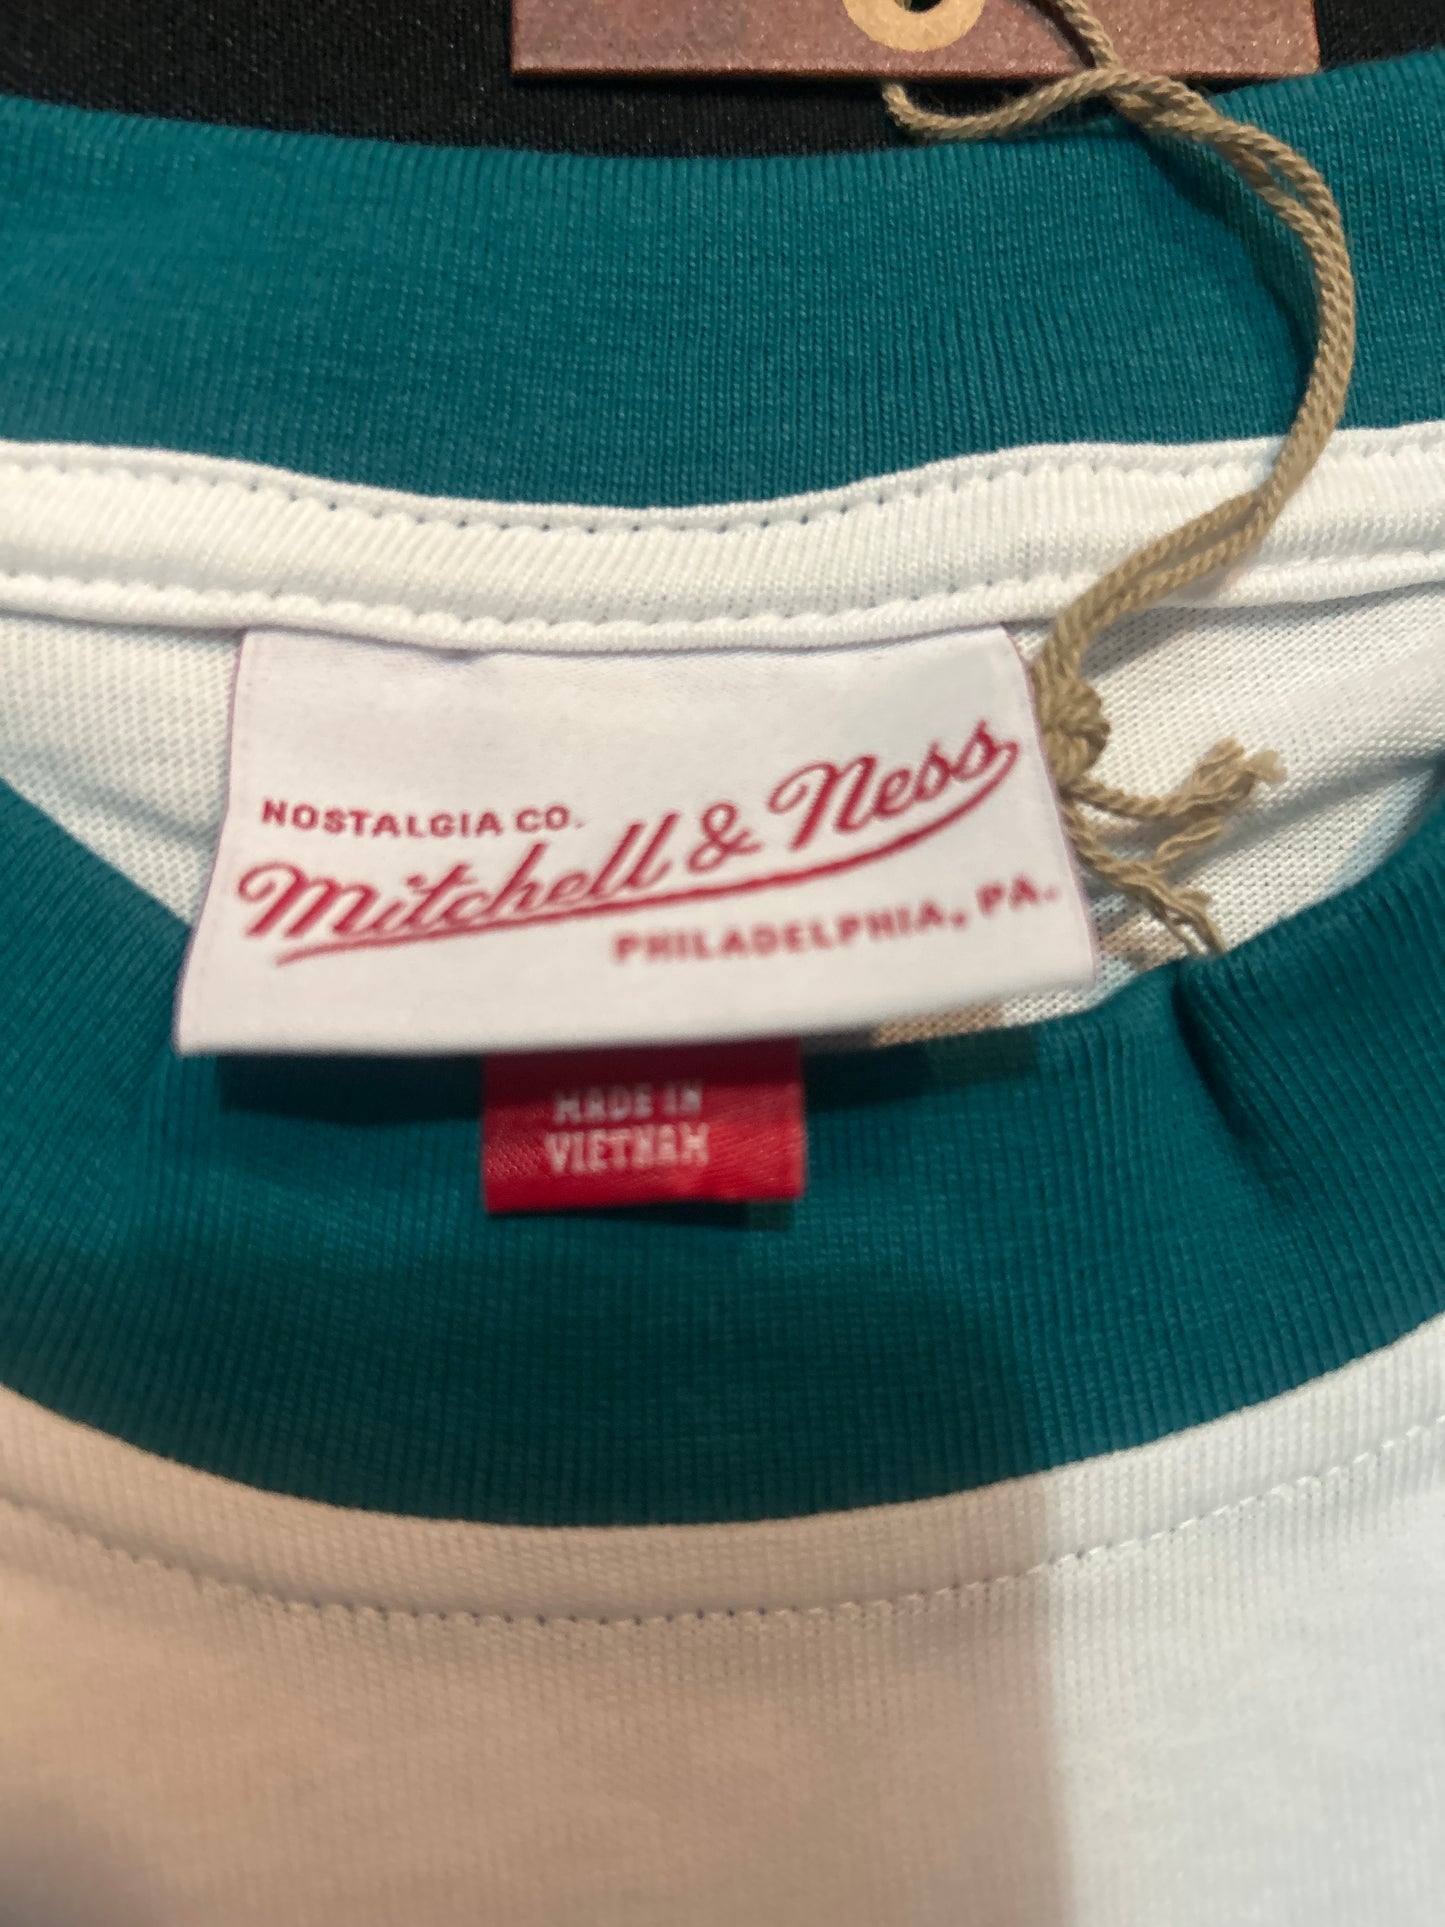 NOSTALGIA CO.
Mitchell & Ness
PHILADELPHIA, PA.
MADE IN
VIETNAM